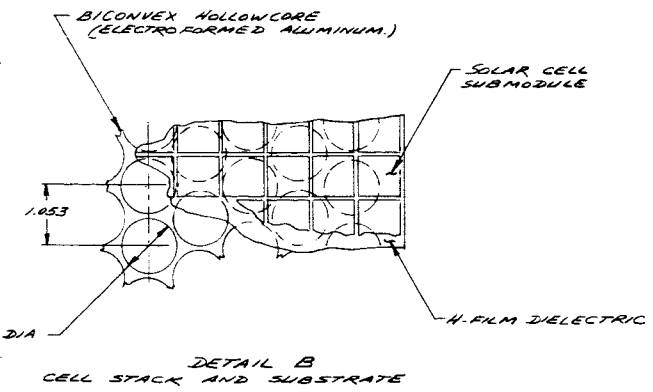 BICONVEX HOLLOWCORE
(ELECTROFORMED ALUMINUM.)
SOLAR CELL
SUBMODULE
1.053
DIA
H-FILM DIELECTRIC
DETAIL B
CELL STACK AND SUBSTRATE